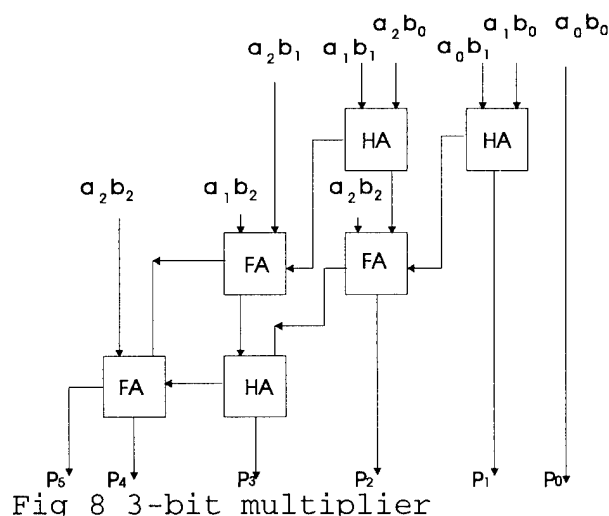 a₂b₀ a₁b₀ a₀b₀
a₂b₁ a₁b₁ a₀b₁
HA HA
a₂b₂ a₁b₂ a₂b₂
FA FA
FA HA
P₅ P₄ P₃ P₂ P₁ P₀
Fig 8 3-bit multiplier